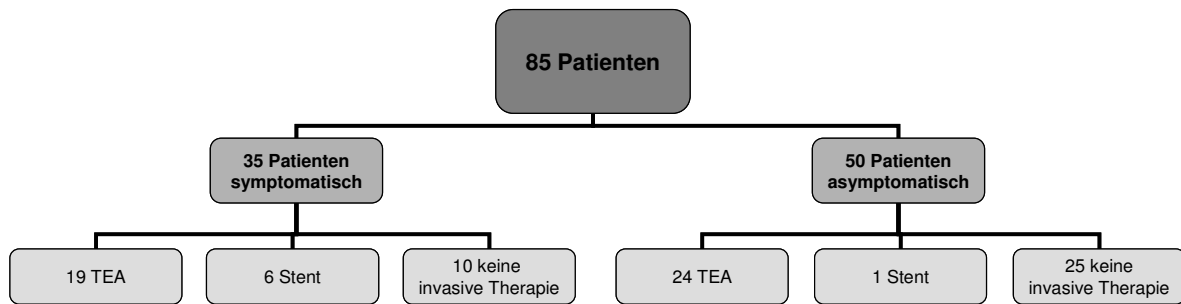 85 Patienten
35 Patienten
symptomatisch
50 Patienten
asymptomatisch
19 TEA
6 Stent
10 keine
invasive Therapie
24 TEA
1 Stent
25 keine
invasive Therapie